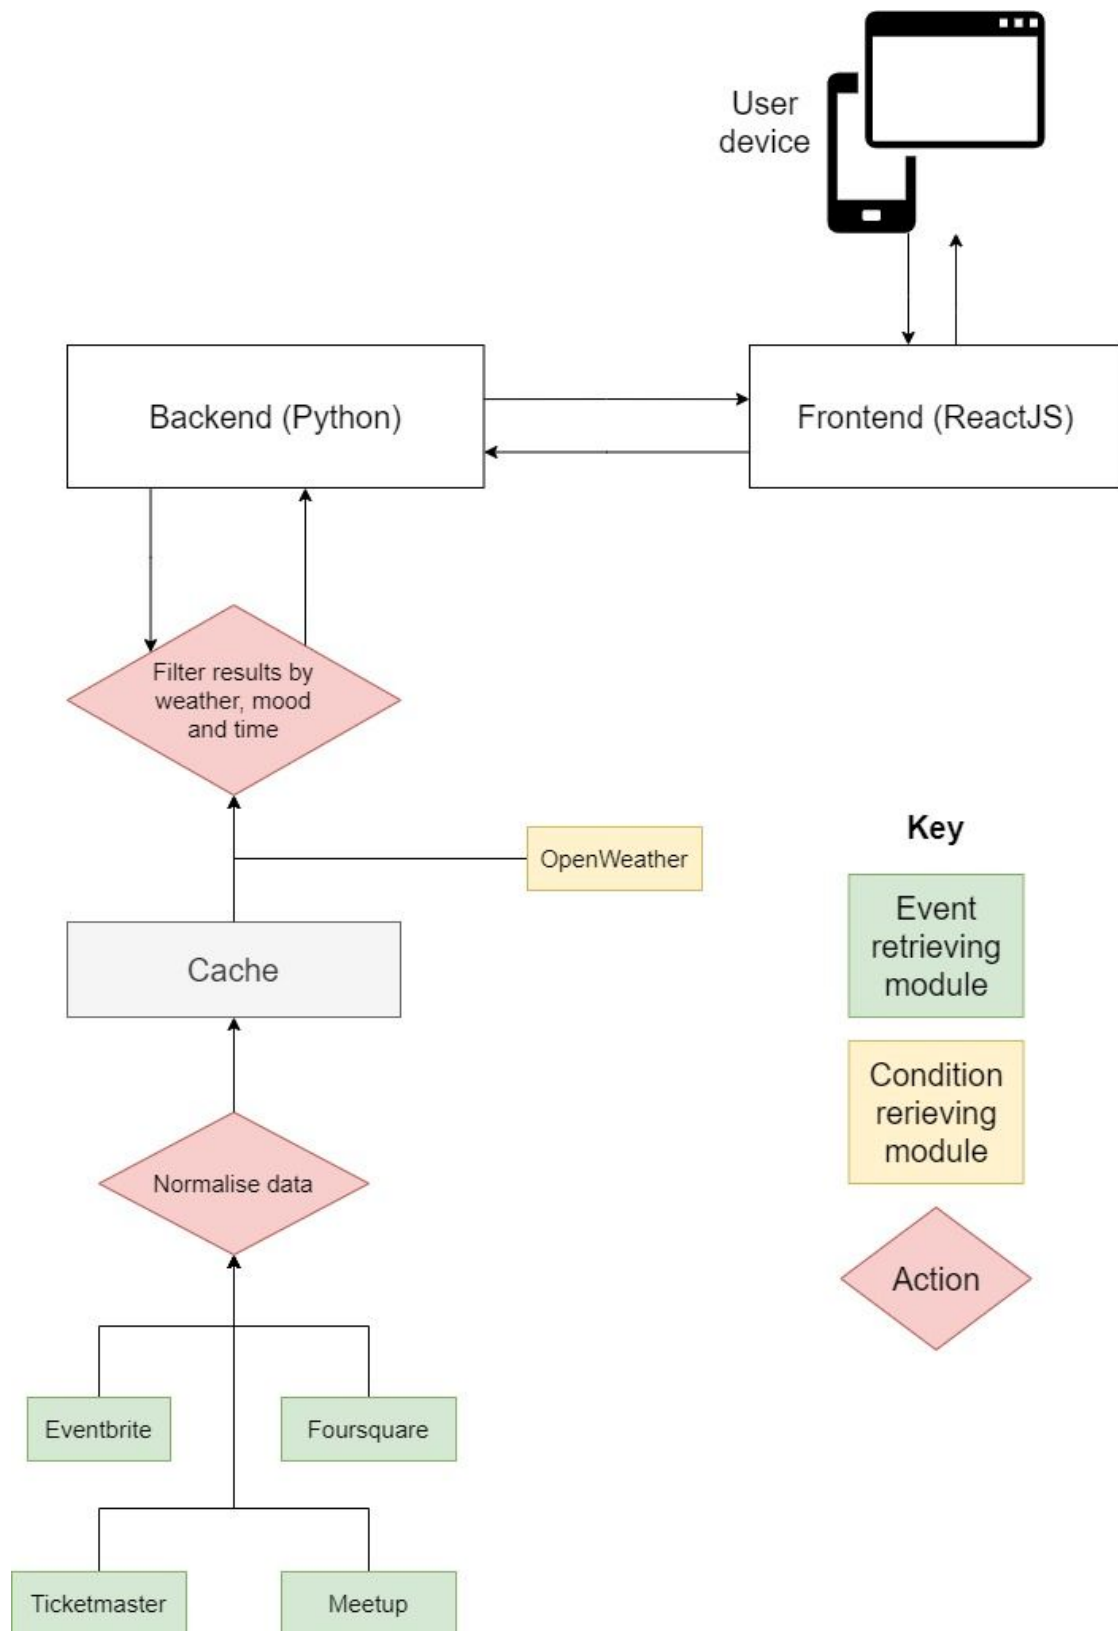 User
device
Backend (Python)
Frontend (ReactJS)
Filter results by
weather, mood
and time
OpenWeather
Cache
Normalise data
Eventbrite
Foursquare
Ticketmaster
Meetup
Key
Event
retrieving
module
Condition
rerieving
module
Action